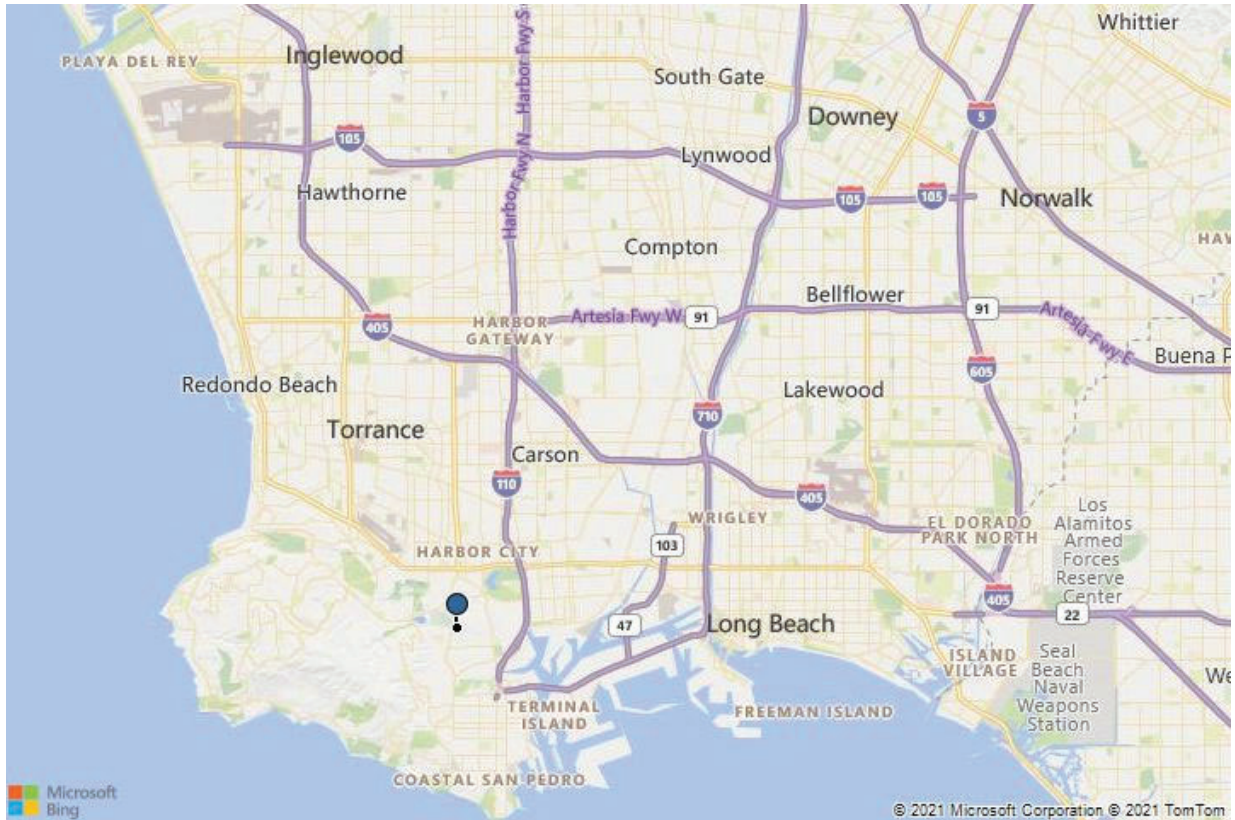 Whittier
Inglewood
PLAYA DEL REY
Harbor Fwy N
Harbor Fwy S
South Gate
Downey
5
105
Lynwood
Hawthorne
105
105
Norwalk
Compton
HAY
Bellflower
405
HARBOR
GATEWAY
Artesia Fwy W
91
91
Artesia Fwy E
Buena P
605
Redondo Beach
Lakewood
710
Torrance
Carson
110
405
WRIGLEY
EL DORADO
PARK NORTH
Los
Alamitos
Armed
Forces
Reserve
Center
103
HARBOR CITY
405
22
47
Long Beach
ISLAND
VILLAGE
Seal
Beach
Naval
Weapons
Station
We
TERMINAL
ISLAND
FREEMAN ISLAND
COASTAL SAN PEDRO
Microsoft
Bing
© 2021 Microsoft Corporation © 2021 TomTom